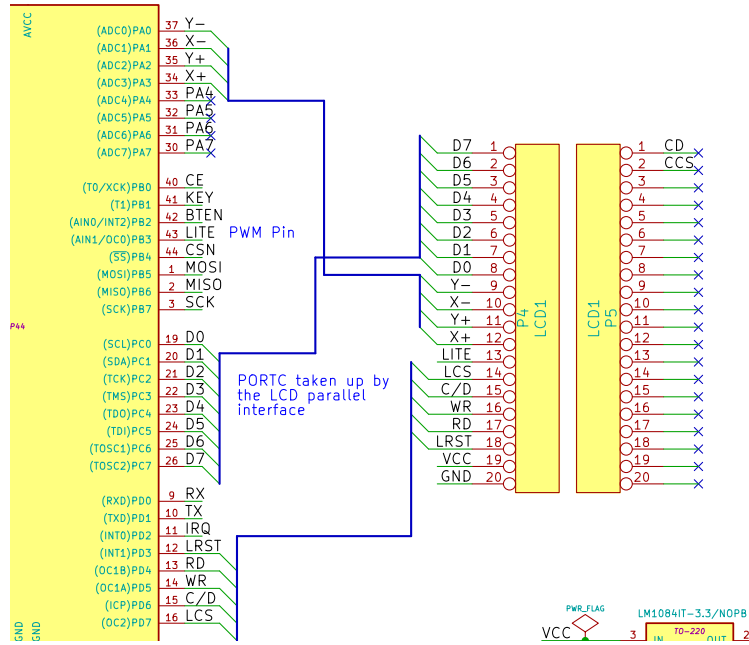 AVCC
(ADC0)PA0 37 Y-
(ADC1)PA1 36 X-
(ADC2)PA2 35 Y+
(ADC3)PA3 34 X+
(ADC4)PA4 33 PA4
(ADC5)PA5 32 PA5
(ADC6)PA6 31 PA6
(ADC7)PA7 30 PA7
(T0/XCK)PB0 40 CE
(T1)PB1 41 KEY
(AIN0/INT2)PB2 42 BTEN
(AIN1/OC0)PB3 43 LITE
PWM Pin
(SS)PB4 44 CSN
(MOSI)PB5 1 MOSI
(MISO)PB6 2 MISO
(SCK)PB7 3 SCK
P44
(SCL)PC0 19 D0
(SDA)PC1 20 D1
(TCK)PC2 21 D2
(TMS)PC3 22 D3
(TDO)PC4 23 D4
(TDI)PC5 24 D5
(TOSC1)PC6 25 D6
(TOSC2)PC7 26 D7
PORTC taken up by
the LCD parallel
interface
(RXD)PD0 9 RX
(TXD)PD1 10 TX
(INT0)PD2 11 IRQ
(INT1)PD3 12 LRST
(OC1B)PD4 13 RD
(OC1A)PD5 14 WR
(ICP)PD6 15 C/D
(OC2)PD7 16 LCS
GND
GND
D7 1
D6 2
D5 3
D4 4
D3 5
D2 6
D1 7
D0 8
Y- 9
X- 10
Y+ 11
X+ 12
LITE 13
LCS 14
C/D 15
WR 16
RD 17
LRST 18
VCC 19
GND 20
P4
LCD1
LCD1
P5
1 CD
2 CCS
3
4
5
6
7
8
9
10
11
12
13
14
15
16
17
18
19
20
PWR_FLAG
VCC
LM1084IT-3.3/NOPB
TO-220
3 IN OUT 2